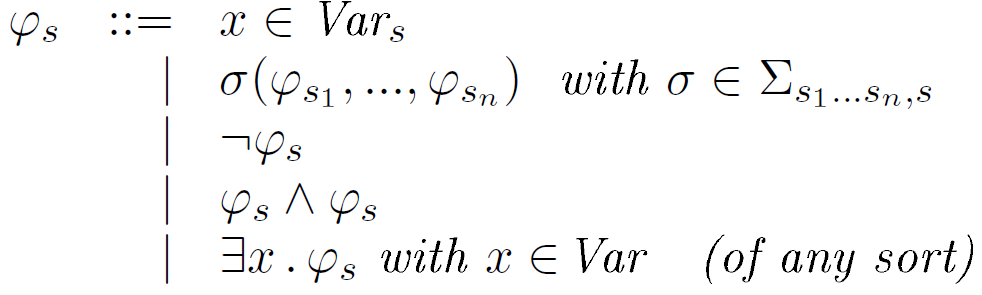 φ_s ::= x ∈ Var_s
| σ(φ_{s_1}, ..., φ_{s_n}) with σ ∈ Σ_{s_1...s_n,s}
| ¬φ_s
| φ_s ∧ φ_s
| ∃x . φ_s with x ∈ Var (of any sort)